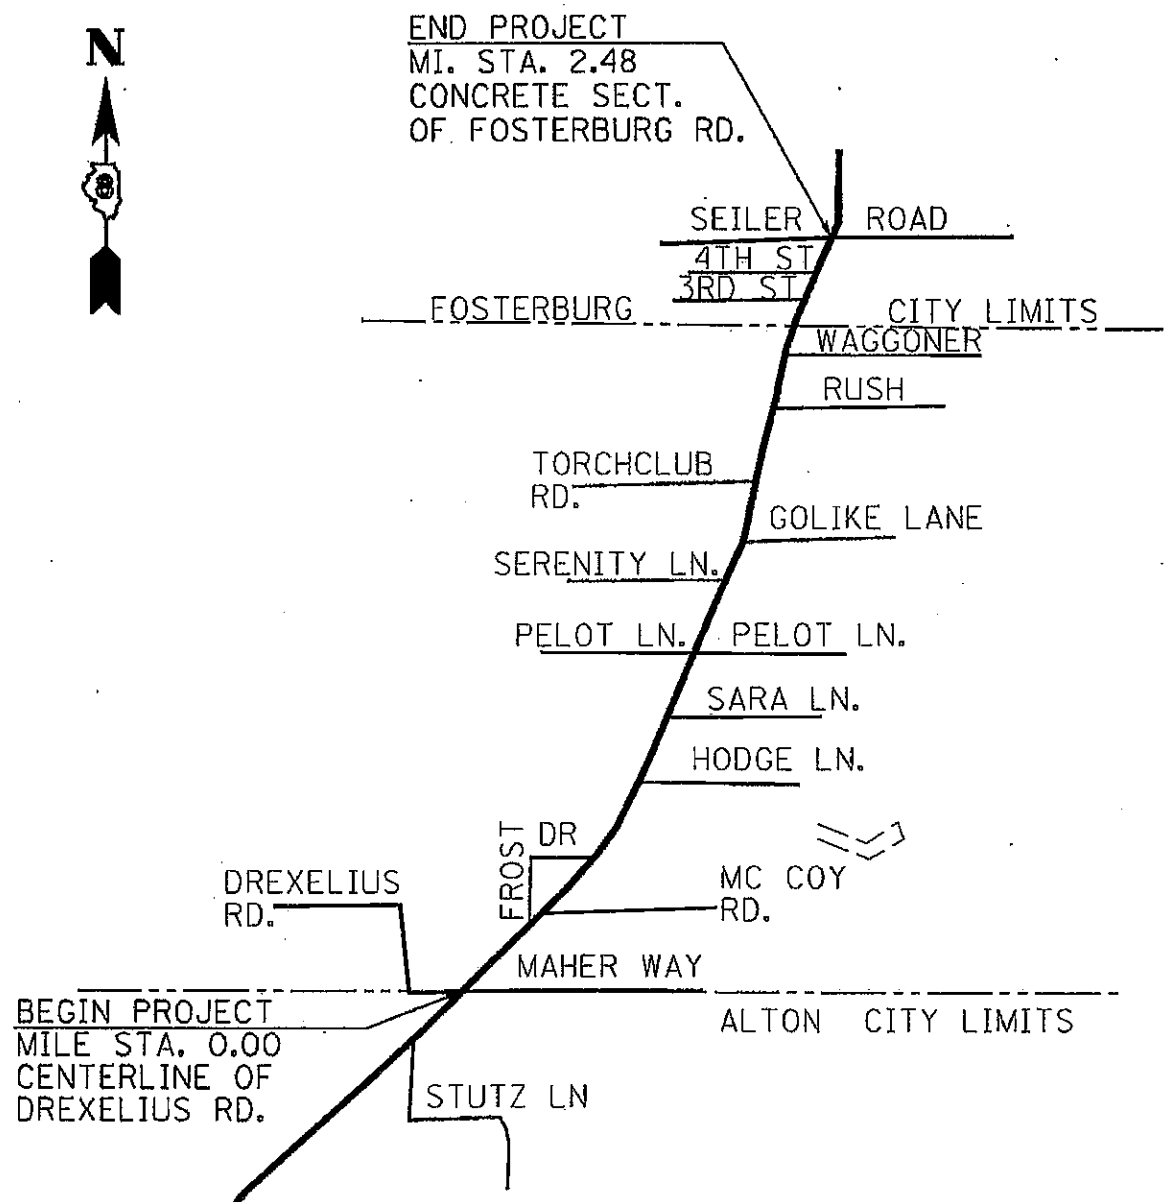 N
8
END PROJECT
MI. STA. 2.48
CONCRETE SECT.
OF FOSTERBURG RD.
SEILER ROAD
4TH ST
3RD ST
FOSTERBURG CITY LIMITS
WAGGONER
RUSH
TORCHCLUB
RD.
GOLIKE LANE
SERENITY LN.
PELOT LN. PELOT LN.
SARA LN.
HODGE LN.
FROST DR
DREXELIUS
RD.
MC COY
RD.
MAHER WAY
BEGIN PROJECT
MILE STA. 0.00
CENTERLINE OF
DREXELIUS RD.
ALTON CITY LIMITS
STUTZ LN